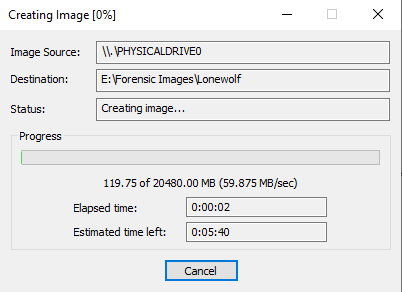 Creating Image [0%]
Image Source: \\.\PHYSICALDRIVE0
Destination: E:\Forensic Images\Lonewolf
Status: Creating image...
Progress
119.75 of 20480.00 MB (59.875 MB/sec)
Elapsed time: 0:00:02
Estimated time left: 0:05:40
Cancel